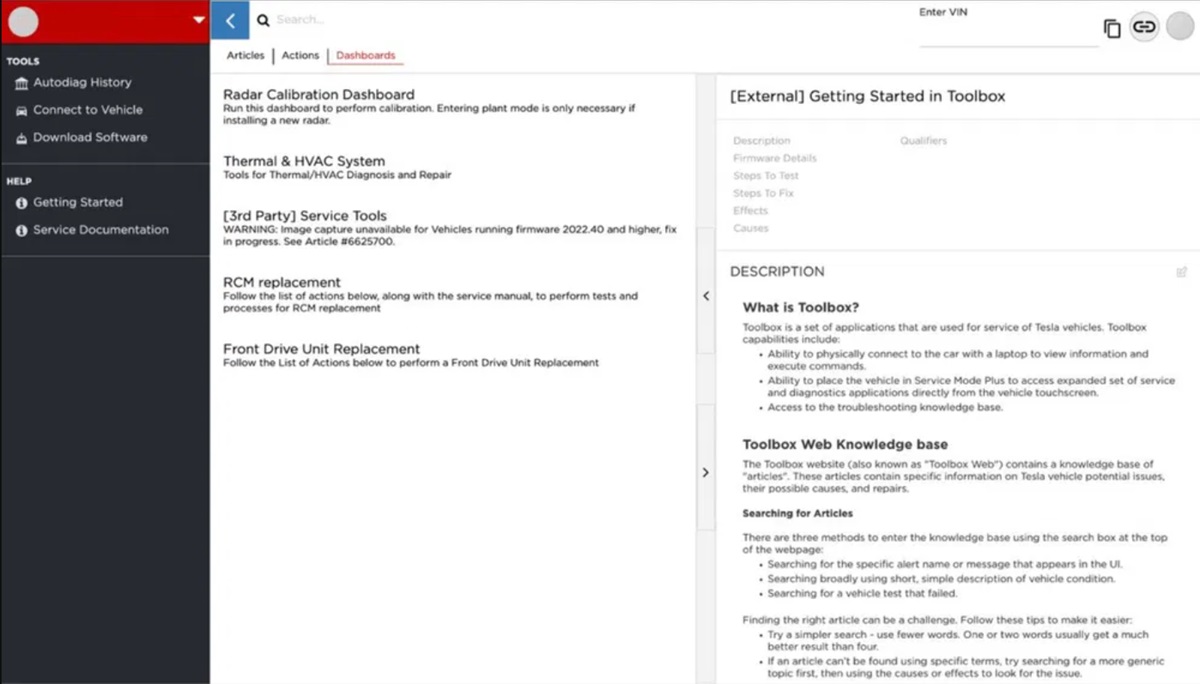 TOOLS
Autodiag History
Connect to Vehicle
Download Software
HELP
Getting Started
Service Documentation
Search...
Enter VIN
Articles
Actions
Dashboards
Radar Calibration Dashboard
Run this dashboard to perform calibration. Entering plant mode is only necessary if
installing a new radar.
Thermal & HVAC System
Tools for Thermal/HVAC Diagnosis and Repair
[3rd Party] Service Tools
WARNING: Image capture unavailable for Vehicles running firmware 2022.40 and higher, fix
in progress. See Article #6625700.
RCM replacement
Follow the list of actions below, along with the service manual, to perform tests and
processes for RCM replacement
Front Drive Unit Replacement
Follow the List of Actions below to perform a Front Drive Unit Replacement
[External] Getting Started in Toolbox
Description
Qualifiers
Firmware Details
Steps To Test
Steps To Fix
Effects
Causes
DESCRIPTION
What is Toolbox?
Toolbox is a set of applications that are used for service of Tesla vehicles. Toolbox
capabilities include:
• Ability to physically connect to the car with a laptop to view information and
execute commands.
• Ability to place the vehicle in Service Mode Plus to access expanded set of service
and diagnostics applications directly from the vehicle touchscreen.
• Access to the troubleshooting knowledge base.
Toolbox Web Knowledge base
The Toolbox website (also known as "Toolbox Web") contains a knowledge base of
"articles". These articles contain specific information on Tesla vehicle potential issues,
their possible causes, and repairs.
Searching for Articles
There are three methods to enter the knowledge base using the search box at the top
of the webpage:
• Searching for the specific alert name or message that appears in the UI.
• Searching broadly using short, simple description of vehicle condition.
• Searching for a vehicle test that failed.
Finding the right article can be a challenge. Follow these tips to make it easier:
• Try a simpler search - use fewer words. One or two words usually get a much
better result than four.
• If an article can't be found using specific terms, try searching for a more generic
topic first, then using the causes or effects to look for the issue.